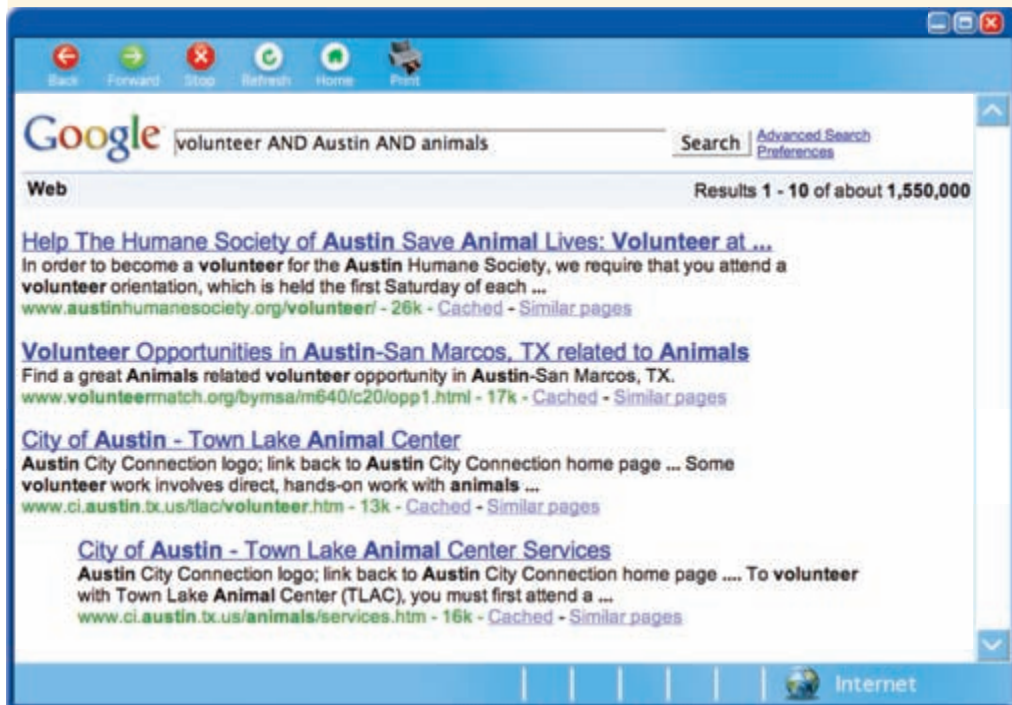 Back Forward Stop Refresh Home Print
Google volunteer AND Austin AND animals Search Advanced Search
Preferences
Web Results 1 - 10 of about 1,550,000
Help The Humane Society of Austin Save Animal Lives: Volunteer at ...
In order to become a volunteer for the Austin Humane Society, we require that you attend a
volunteer orientation, which is held the first Saturday of each ...
www.austinhumanesociety.org/volunteer/ - 26k - Cached - Similar pages
Volunteer Opportunities in Austin-San Marcos, TX related to Animals
Find a great Animals related volunteer opportunity in Austin-San Marcos, TX.
www.volunteermatch.org/bymsa/m640/c20/opp1.html - 17k - Cached - Similar pages
City of Austin - Town Lake Animal Center
Austin City Connection logo; link back to Austin City Connection home page ... Some
volunteer work involves direct, hands-on work with animals ...
www.ci.austin.tx.us/tlac/volunteer.htm - 13k - Cached - Similar pages
City of Austin - Town Lake Animal Center Services
Austin City Connection logo; link back to Austin City Connection home page .... To volunteer
with Town Lake Animal Center (TLAC), you must first attend a ...
www.ci.austin.tx.us/animals/services.htm - 16k - Cached - Similar pages
Internet